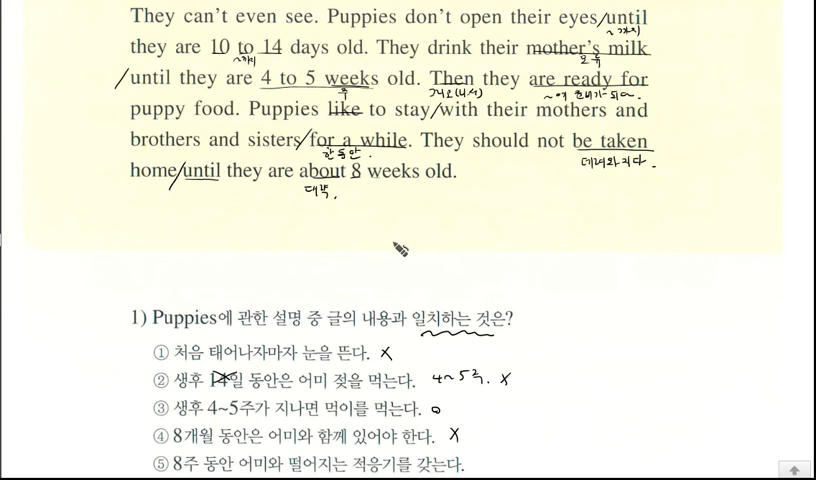 They can't even see. Puppies don't open their eyes/until
~까지
they are 10 to 14 days old. They drink their mother's milk
~까지
모유
/until they are 4 to 5 weeks old. Then they are ready for
주
~에 준비가 되다.
puppy food. Puppies like to stay/with their mothers and
brothers and sisters/for a while. They should not be taken
한동안.
데려와지다.
home/until they are about 8 weeks old.
대략.
1) Puppies에 관한 설명 중 글의 내용과 일치하는 것은?
① 처음 태어나자마자 눈을 뜬다. X
② 생후 14일 동안은 어미 젖을 먹는다. 4~5주. X
③ 생후 4~5주가 지나면 먹이를 먹는다. o
④ 8개월 동안은 어미와 함께 있어야 한다. X
⑤ 8주 동안 어미와 떨어지는 적응기를 갖는다.